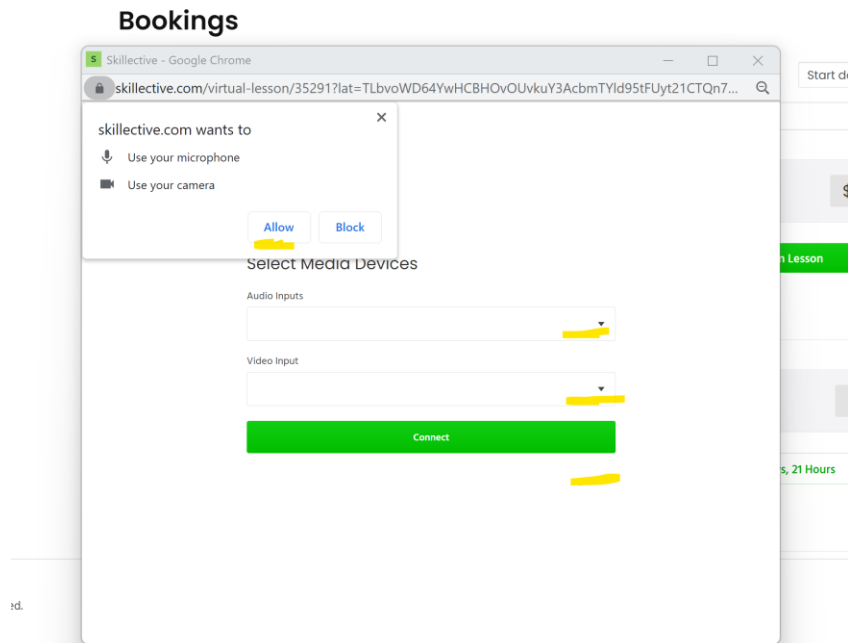 Bookings
S Skillective - Google Chrome
skillective.com/virtual-lesson/35291?lat=TLbvoWD64YwHCBHOvOUvkuY3AcbmTYld95tFUyt21CTQn7...
Start d
skillective.com wants to
Use your microphone
Use your camera
$
Allow Block
Lesson
Select Media Devices
Audio Inputs
Video Input
Connect
s, 21 Hours
ed.